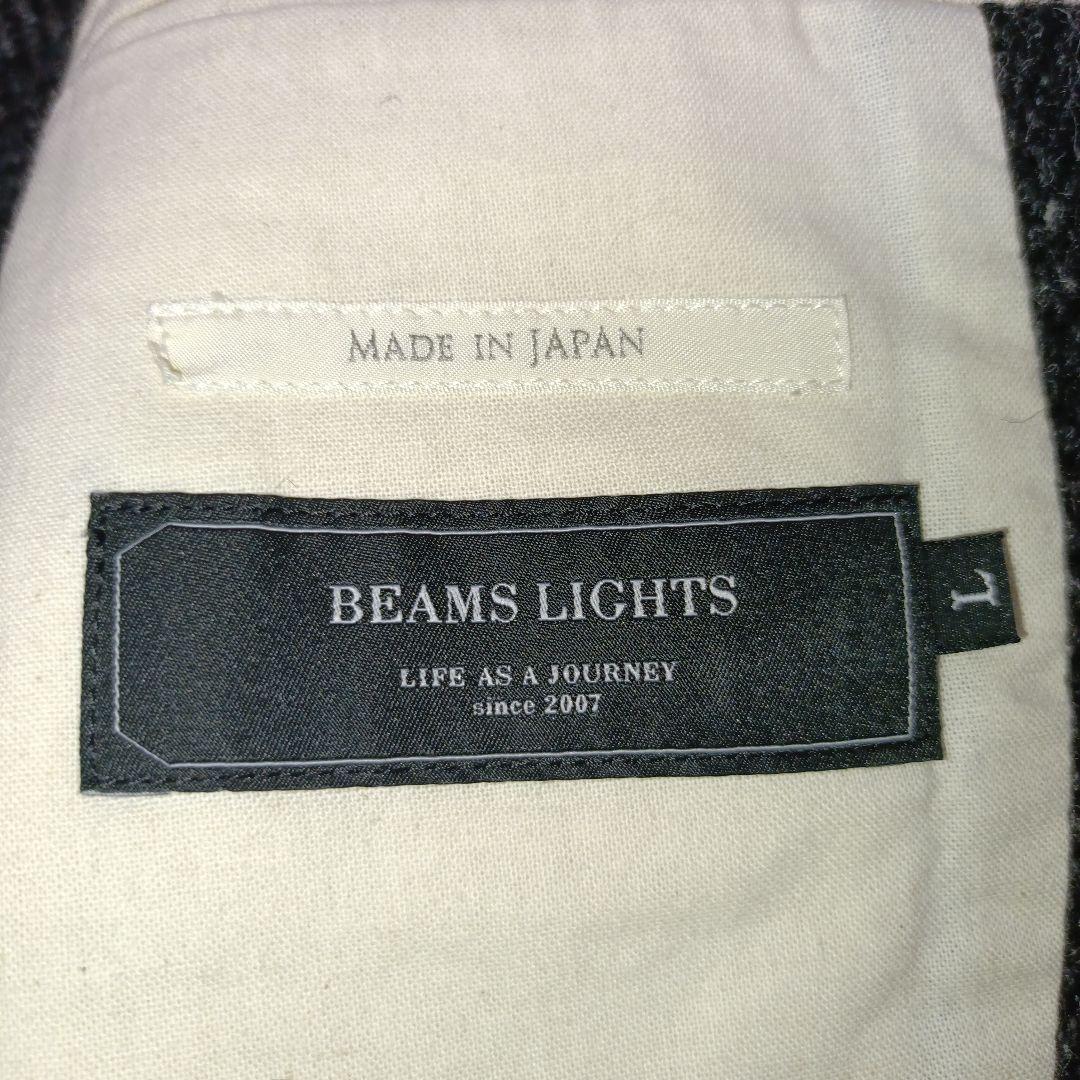 MADE IN JAPAN
BEAMS LIGHTS
LIFE AS A JOURNEY
since 2007
L